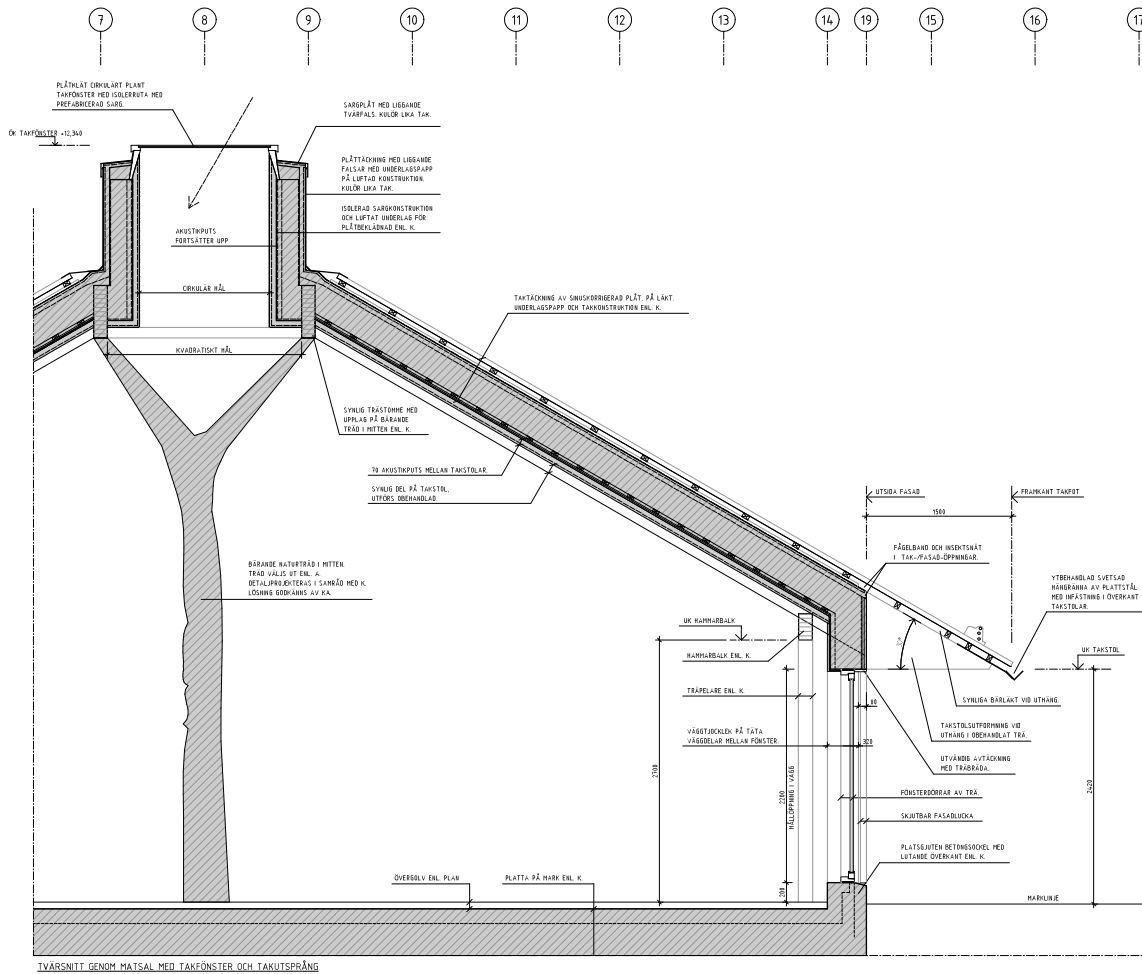 7 8 9 10 11 12 13 14 19 15 16 17
PLÅTKLÄT CIRKULÄRT PLANT
TAKFÖNSTER MED ISOLERRUTA MED
PREFABRICERAD SARG.
SARGPLÅT MED LIGGANDE
TVÄRFALS. KULÖR LIKA TAK.
ÖK TAKFÖNSTER +12,340
PLÅTTÄCKNING MED LIGGANDE
FALSAR MED UNDERLAGSPAPP
PÅ LUFTAD KONSTRUKTION.
KULÖR LIKA TAK.
ISOLERAD SARGKONSTRUKTION
OCH LUFTAT UNDERLAG FÖR
PLÅTBEKLÄDNAD ENL. K.
AKUSTIKPUTS
FORTSÄTTER UPP
CIRKULÄR HÅL
TAKTÄCKNING AV SINUSKORRIGERAD PLÅT. PÅ LÄKT.
UNDERLAGSPAPP OCH TAKKONSTRUKTION ENL. K.
KVADRATISKT HÅL
SYNLIG TRÄSTOMME MED
UPPLAG PÅ BÄRANDE
TRÄD I MITTEN ENL. K.
70 AKUSTIKPUTS MELLAN TAKSTOLAR.
SYNLIG DEL PÅ TAKSTOL,
UTFÖRS OBEHANDLAD.
UTSIDA FASAD
FRAMKANT TAKFOT
1500
FÅGELBAND OCH INSEKTSNÄT
I TAK-/FASAD-ÖPPNINGAR.
BÄRANDE NATURTRÄD I MITTEN.
TRÄD VÄLJS UT ENL. A.
DETALJPROJEKTERAS I SAMRÅD MED K.
LÖSNING GODKÄNNS AV KA.
YTBEHANDLAD SVETSAD
HÄNGRÄNNA AV PLATTSTÅL
MED INFÄSTNING I ÖVERKANT
TAKSTOLAR.
UK HAMMARBALK
HAMMARBALK ENL. K.
UK TAKSTOL
TRÄPELARE ENL. K.
SYNLIGA BÄRLÄKT VID UTHÄNG.
80
TAKSTOLSUTFORMNING VID
UTHÄNG I OBEHANDLAT TRÄ.
VÄGGTJOCKLEK PÅ TÄTA
VÄGGDELAR MELLAN FÖNSTER.
320
UTVÄNDIG AVTÄCKNING
MED TRÄBRÄDA.
2700
2200
HÅLLÖPPNING I VÄGG
2420
FÖNSTERDÖRRAR AV TRÄ.
SKJUTBAR FASADLUCKA
PLATSGJUTEN BETONGSOCKEL MED
LUTANDE ÖVERKANT ENL. K.
ÖVERGOLV ENL. PLAN
PLATTA PÅ MARK ENL. K.
200
MARKLINJE
TVÄRSNITT GENOM MATSAL MED TAKFÖNSTER OCH TAKUTSPRÅNG